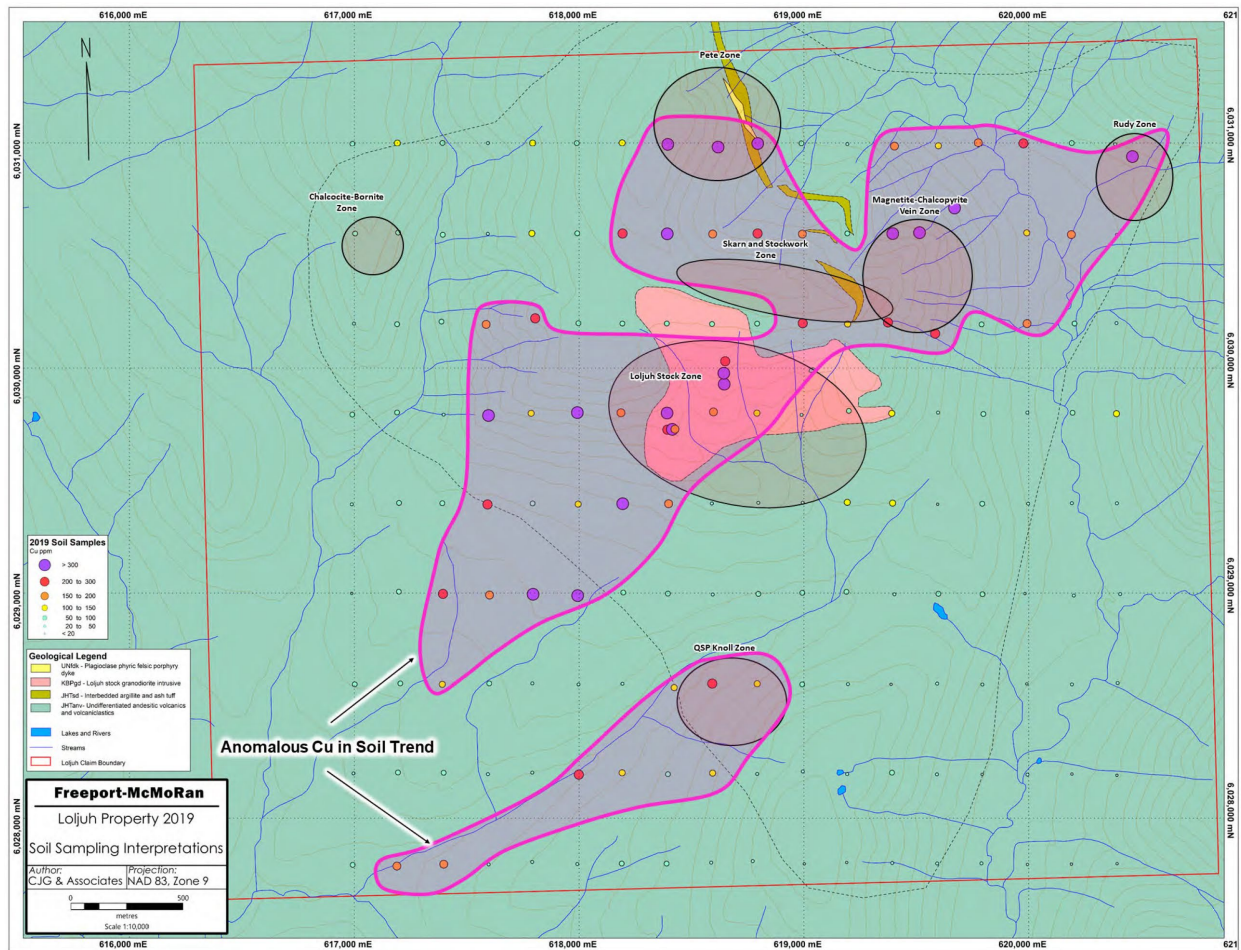 616,000 mE
617,000 mE
618,000 mE
619,000 mE
620,000 mE
621
N
6,031,000 mN
6,031,000 mN
6,030,000 mN
6,030,000 mN
6,029,000 mN
6,029,000 mN
6,028,000 mN
6,028,000 mN
Pete Zone
Rudy Zone
Chalcocite-Bornite
Zone
Magnetite-Chalcopyrite
Vein Zone
Skarn and Stockwork
Zone
Loljuh Stock Zone
QSP Knoll Zone
Anomalous Cu in Soil Trend
2019 Soil Samples
Cu ppm
> 300
200 to 300
150 to 200
100 to 150
50 to 100
20 to 50
< 20
Geological Legend
UNfdk - Plagioclase phyric felsic porphyry
dyke
KBPgd - Loljuh stock granodiorite intrusive
JHTsd - Interbedded argillite and ash tuff
JHTanv- Undifferentiated andesitic volcanics
and volcaniclastics
Lakes and Rivers
Streams
Loljuh Claim Boundary
Freeport-McMoRan
Loljuh Property 2019
Soil Sampling Interpretations
Author:
CJG & Associates
Projection:
NAD 83, Zone 9
0 500
metres
Scale 1:10,000
616,000 mE
617,000 mE
618,000 mE
619,000 mE
620,000 mE
621